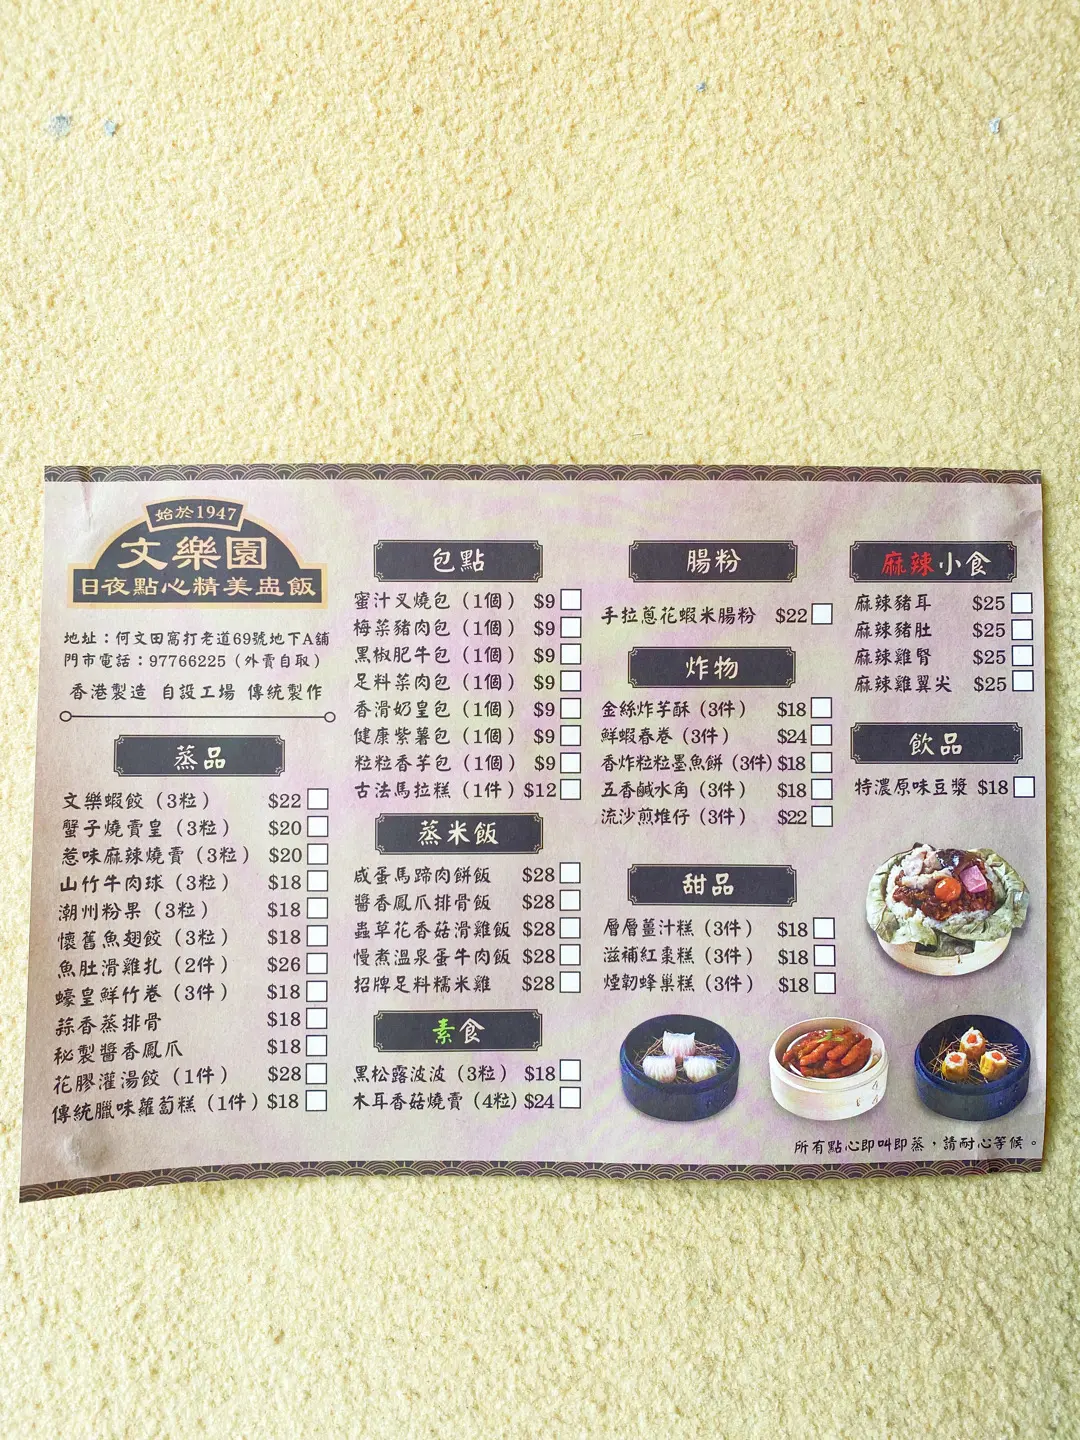 始於1947
文樂園
日夜點心精美盅飯
地址：何文田窩打老道69號地下A舖
門市電話：97766225（外賣自取）
香港製造 自設工場 傳統製作
蒸品
文樂蝦餃（3粒） $22
蟹子燒賣皇（3粒） $20
惹味麻辣燒賣（3粒） $20
山竹牛肉球（3粒） $18
潮州粉果（3粒） $18
懷舊魚翅餃（3粒） $18
魚肚滑雞扎（2件） $26
蠔皇鮮竹卷（3件） $18
蒜香蒸排骨 $18
秘製醬香鳳爪 $18
花膠灌湯餃（1件） $28
傳統臘味蘿蔔糕（1件） $18
包點
蜜汁叉燒包（1個） $9
梅菜豬肉包（1個） $9
黑椒肥牛包（1個） $9
足料菜肉包（1個） $9
香滑奶皇包（1個） $9
健康紫薯包（1個） $9
粒粒香芋包（1個） $9
古法馬拉糕（1件） $12
蒸米飯
咸蛋馬蹄肉餅飯 $28
醬香鳳爪排骨飯 $28
蟲草花香菇滑雞飯 $28
慢煮溫泉蛋牛肉飯 $28
招牌足料糯米雞 $28
素食
黑松露波波（3粒） $18
木耳香菇燒賣（4粒） $24
腸粉
手拉蔥花蝦米腸粉 $22
炸物
金絲炸芋酥（3件） $18
鮮蝦春卷（3件） $24
香炸粒粒墨魚餅（3件） $18
五香鹹水角（3件） $18
流沙煎堆仔（3件） $22
甜品
層層薑汁糕（3件） $18
滋補紅棗糕（3件） $18
煙韌蜂巢糕（3件） $18
麻辣小食
麻辣豬耳 $25
麻辣豬肚 $25
麻辣雞腎 $25
麻辣雞翼尖 $25
飲品
特濃原味豆漿 $18
所有點心即叫即蒸，請耐心等候。